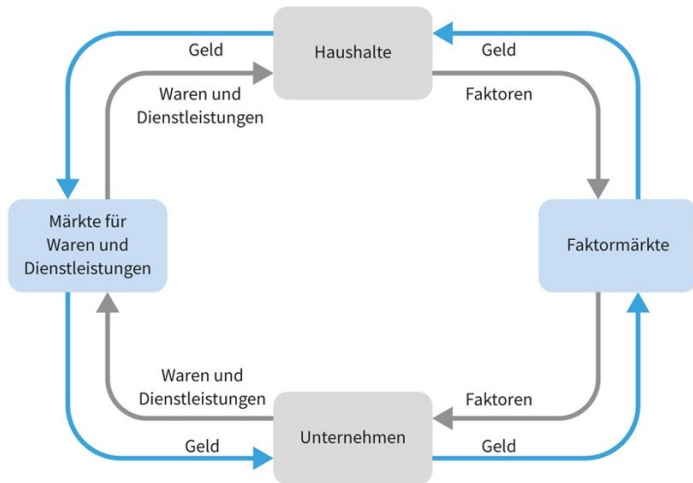 Geld
Haushalte
Geld
Waren und
Dienstleistungen
Faktoren
Märkte für
Waren und
Dienstleistungen
Faktormärkte
Waren und
Dienstleistungen
Faktoren
Geld
Unternehmen
Geld